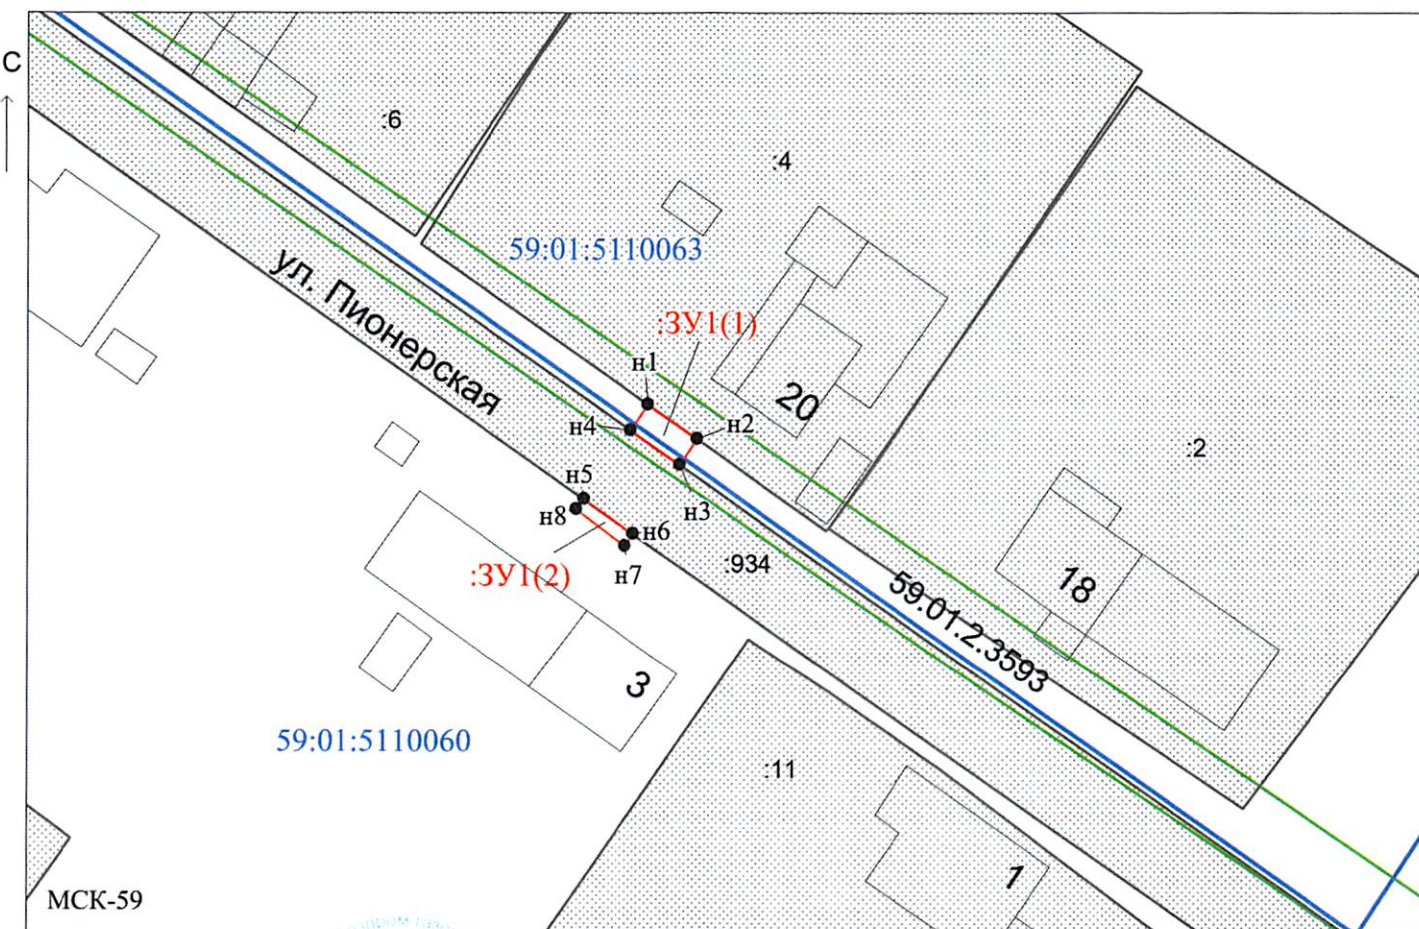 С
:6
:4
59:01:5110063
ул. Пионерская
:ЗУ1(1)
н1
20
н4
н2
:2
н5
н3
н8
н6
:934
:ЗУ1(2)
н7
18
59.01.2.3593
3
59:01:5110060
:11
1
МСК-59